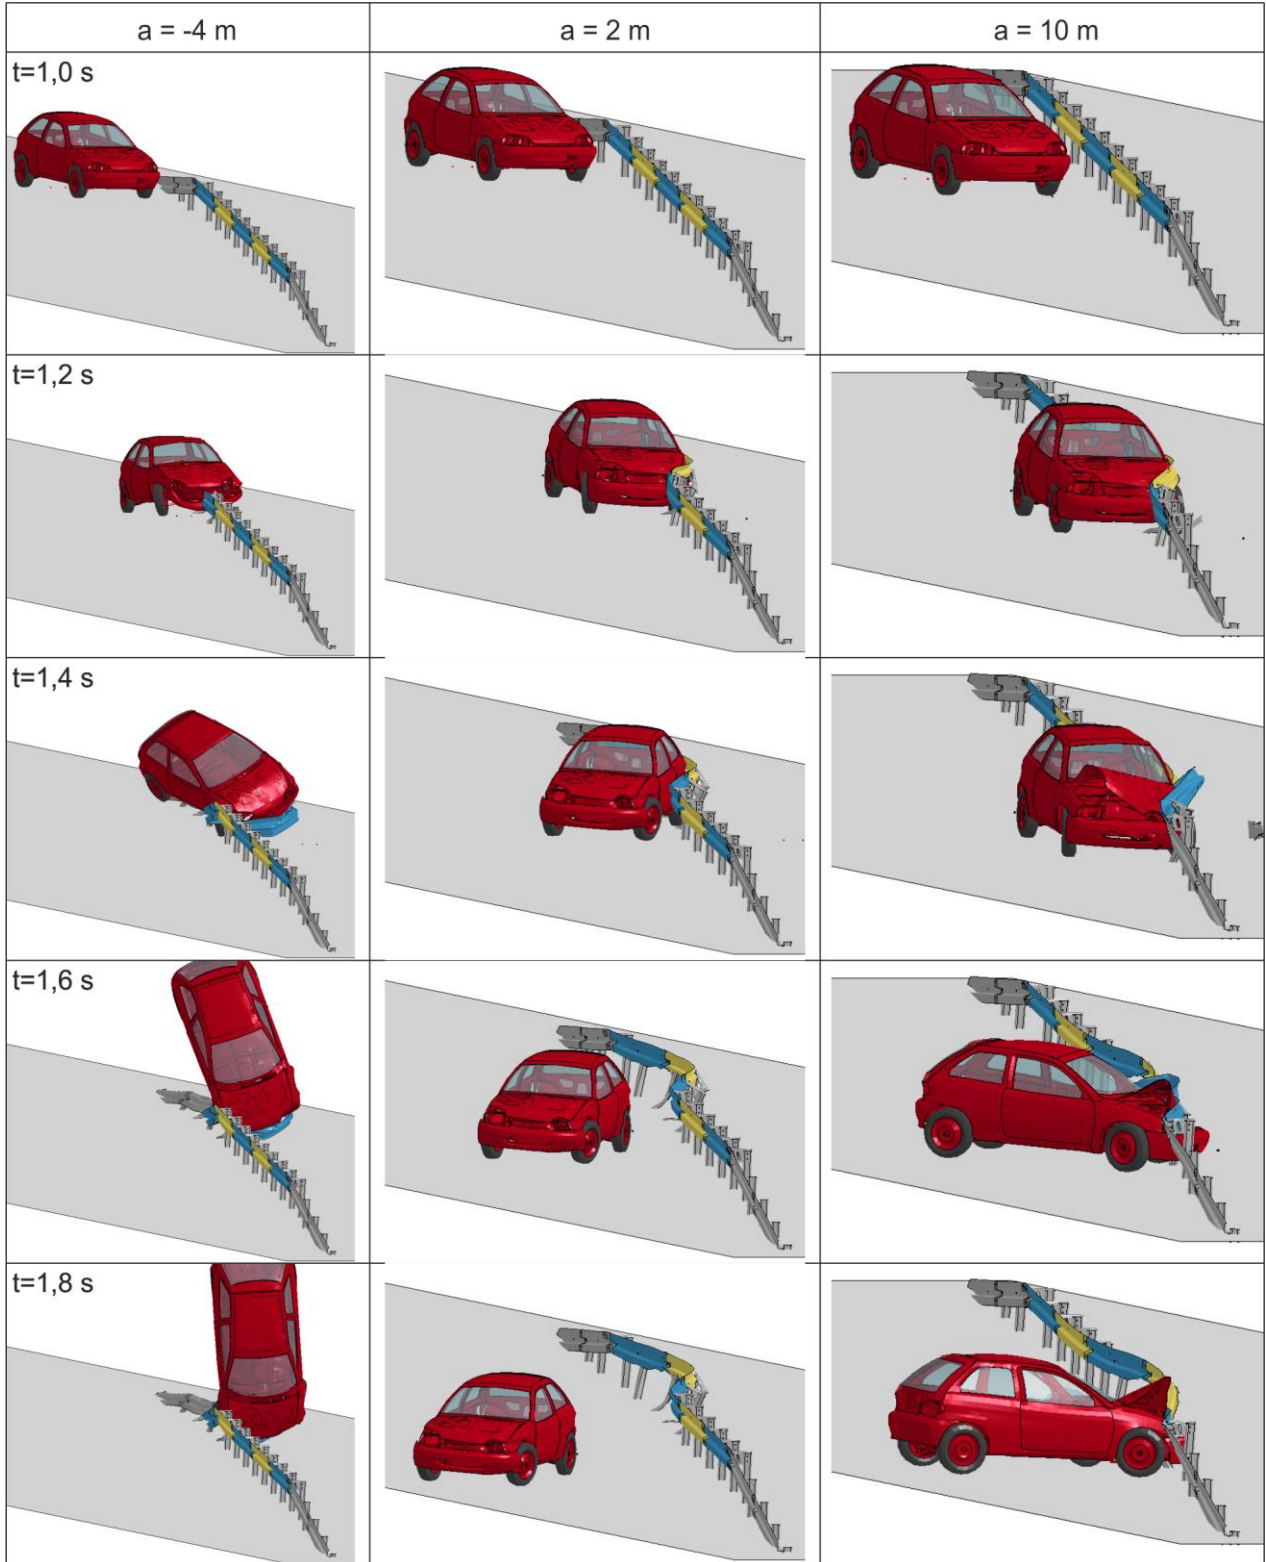 a = -4 m
a = 2 m
a = 10 m
t=1,0 s
t=1,2 s
t=1,4 s
t=1,6 s
t=1,8 s